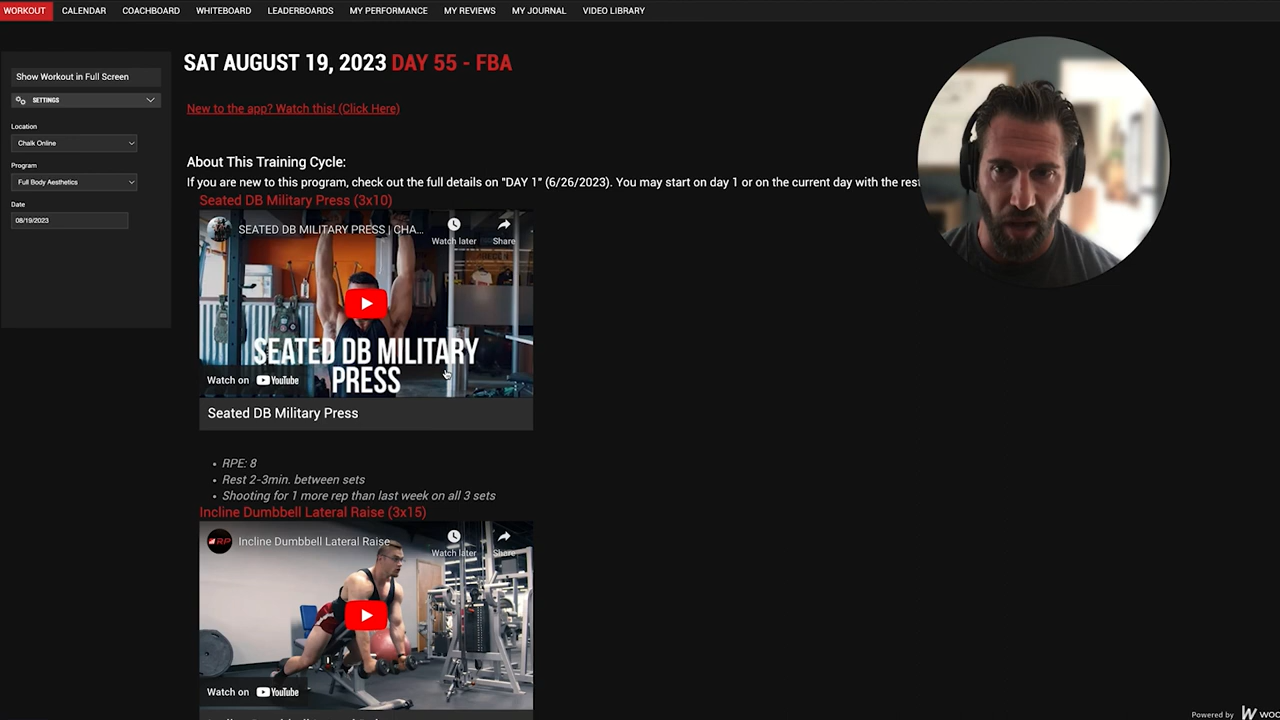 WORKOUT CALENDAR COACHBOARD WHITEBOARD LEADERBOARDS MY PERFORMANCE MY REVIEWS MY JOURNAL VIDEO LIBRARY
SAT AUGUST 19, 2023 DAY 55 - FBA
Show Workout in Full Screen
SETTINGS
Location
Chalk Online
Program
Full Body Aesthetics
Date
08/19/2023
New to the app? Watch this! (Click Here)
About This Training Cycle:
If you are new to this program, check out the full details on "DAY 1" (6/26/2023). You may start on day 1 or on the current day with the rest
Seated DB Military Press (3x10)
SEATED DB MILITARY PRESS | CHA...
Watch later Share
SEATED DB MILITARY
PRESS
Watch on YouTube
Seated DB Military Press
• RPE: 8
• Rest 2-3min. between sets
• Shooting for 1 more rep than last week on all 3 sets
Incline Dumbbell Lateral Raise (3x15)
RP Incline Dumbbell Lateral Raise
Watch later Share
Watch on YouTube
Powered by